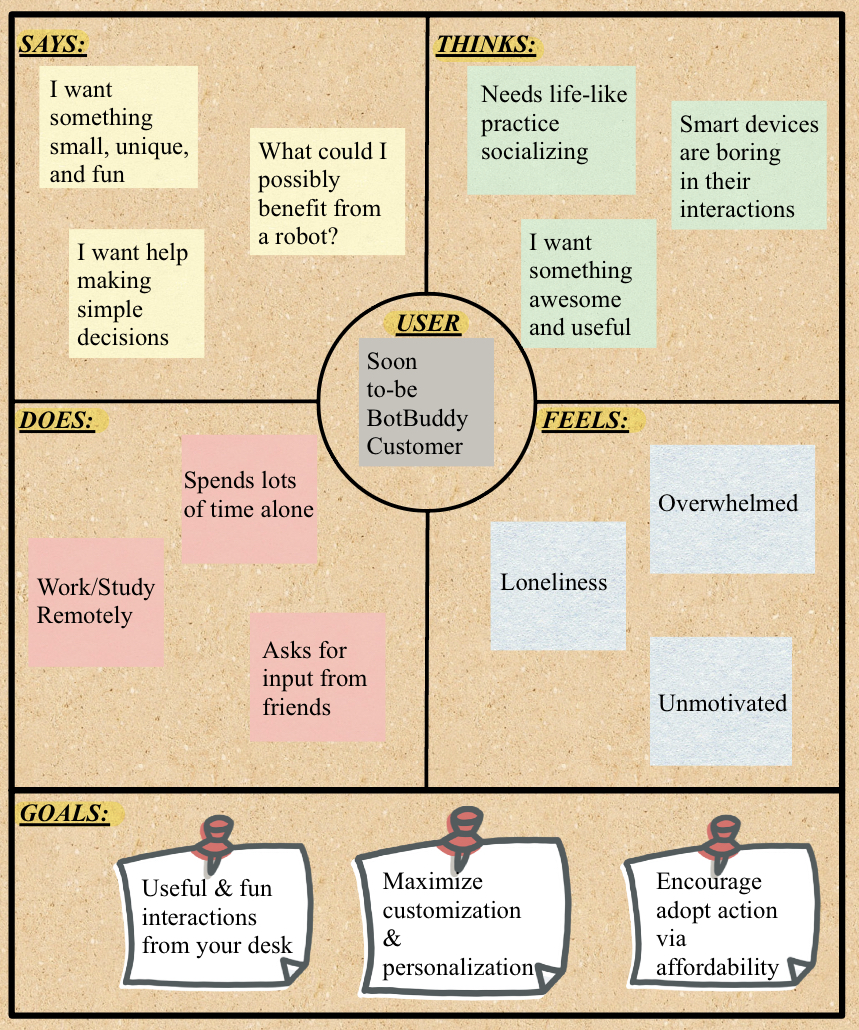 SAYS:
I want
something
small, unique,
and fun
What could I
possibly
benefit from
a robot?
I want help
making
simple
decisions
THINKS:
Needs life-like
practice
socializing
Smart devices
are boring
in their
interactions
I want
something
awesome
and useful
USER
Soon
to-be
BotBuddy
Customer
DOES:
Spends lots
of time alone
Work/Study
Remotely
Asks for
input from
friends
FEELS:
Overwhelmed
Loneliness
Unmotivated
GOALS:
Useful & fun
interactions
from your desk
Maximize
customization
&
personalization
Encourage
adopt action
via
affordability